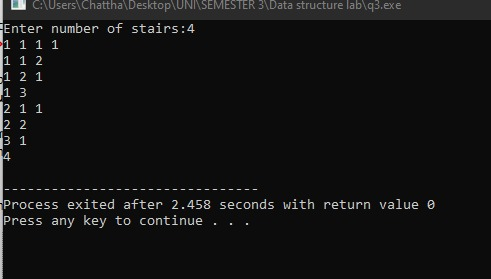 C:\Users\Chattha\Desktop\UNI\SEMESTER 3\Data structure lab\q3.exe
Enter number of stairs:4
1 1 1 1
1 1 2
1 2 1
1 3
2 1 1
2 2
3 1
4
--------------------------------
Process exited after 2.458 seconds with return value 0
Press any key to continue . . .